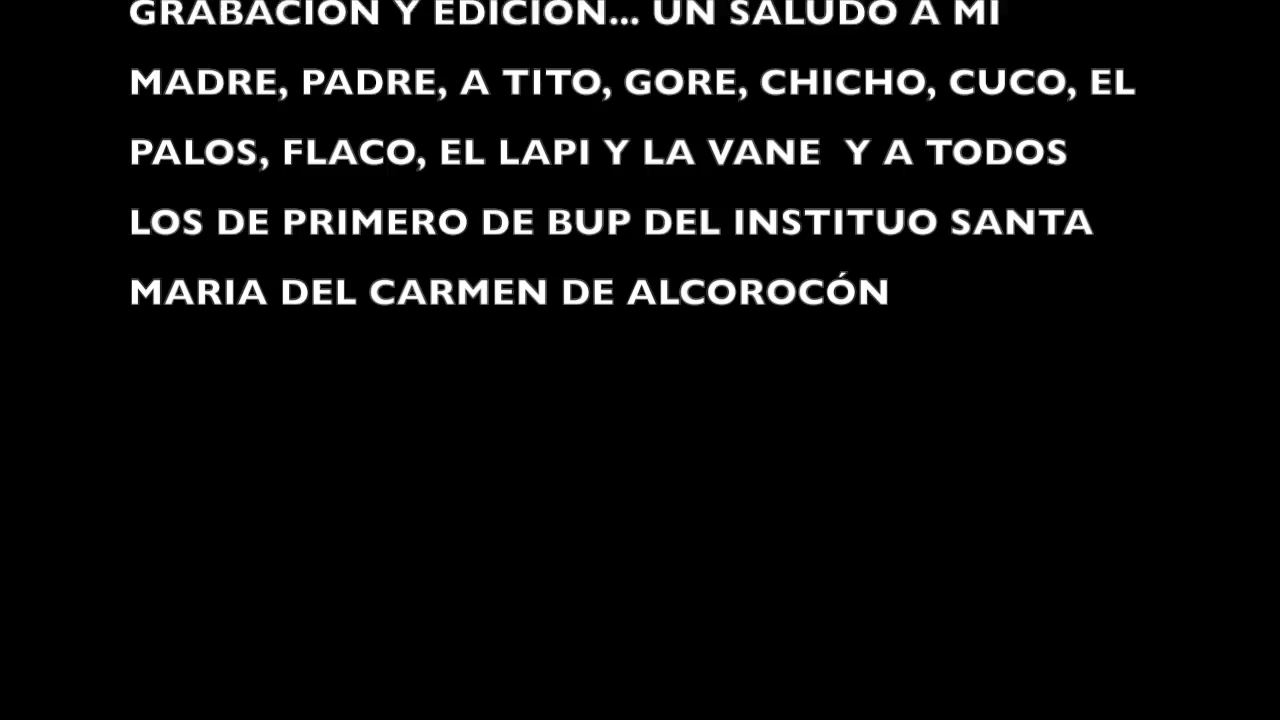 GRABACIÓN Y EDICIÓN... UN SALUDO A MI
MADRE, PADRE, A TITO, GORE, CHICHO, CUCO, EL
PALOS, FLACO, EL LAPI Y LA VANE  Y A TODOS
LOS DE PRIMERO DE BUP DEL INSTITUO SANTA
MARIA DEL CARMEN DE ALCOROCÓN